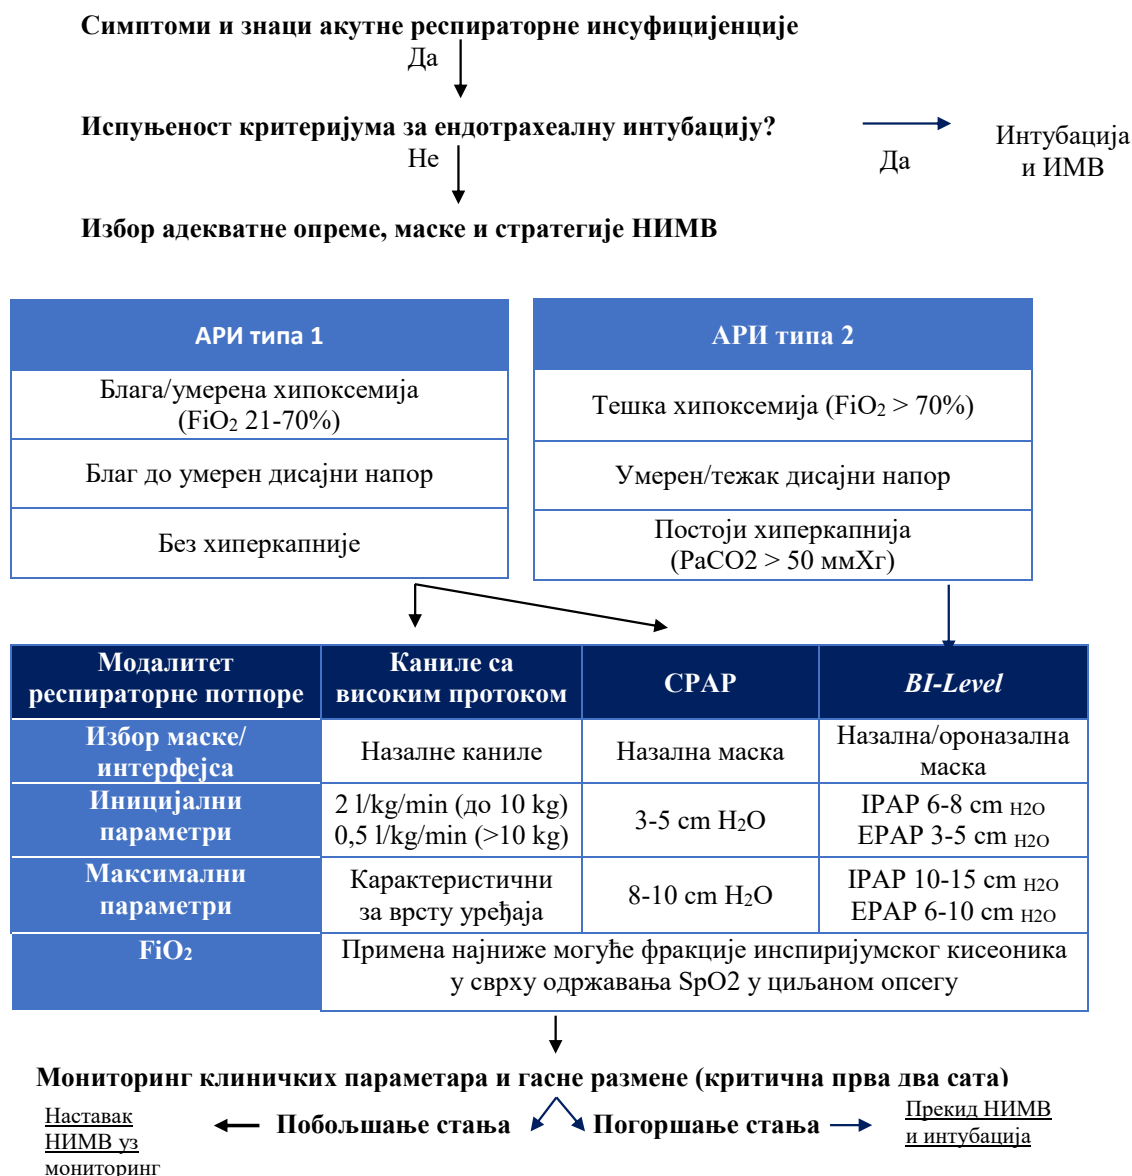 Симптоми и знаци акутне респираторне инсуфицијенције
Да
Испуњеност критеријума за ендотрахеалну интубацију?
Не
Да
Интубација
и ИМВ
Избор адекватне опреме, маске и стратегије НИМВ
АРИ типа 1
Блага/умерена хипоксемија
(FiO₂ 21-70%)
Благ до умерен дисајни напор
Без хиперкапније
АРИ типа 2
Тешка хипоксемија (FiO₂ > 70%)
Умерен/тежак дисајни напор
Постоји хиперкапнија
(PaCO2 > 50 ммХг)
Модалитет
респираторне потпоре
Каниле са
високим протоком
CPAP
BI-Level
Избор маске/
интерфејса
Назалне каниле
Назална маска
Назална/ороназална
маска
Иницијални
параметри
2 l/kg/min (до 10 kg)
0,5 l/kg/min (>10 kg)
3-5 cm H₂O
IPAP 6-8 cm H2O
EPAP 3-5 cm H2O
Максимални
параметри
Карактеристични
за врсту уређаја
8-10 cm H₂O
IPAP 10-15 cm H2O
EPAP 6-10 cm H2O
FiO₂
Примена најниже могуће фракције инспиријумског кисеоника
у сврху одржавања SpO2 у циљаном опсегу
Мониторинг клиничких параметара и гасне размене (критична прва два сата)
Наставак
НИМВ уз
мониторинг
Побољшање стања
Погоршање стања
Прекид НИМВ
и интубација